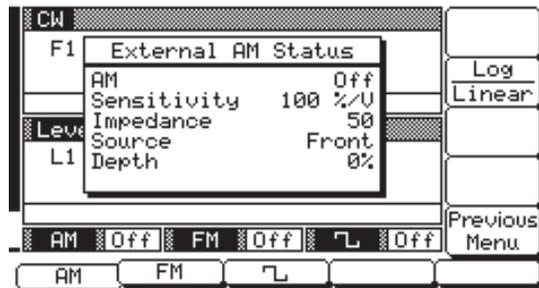 CW
F1
External AM Status
AM Off
Sensitivity 100 %/V
Impedance 50
Source Front
Depth 0%
Leve
L1
Log
Linear
Previous
Menu
AM Off FM Off Off
AM FM